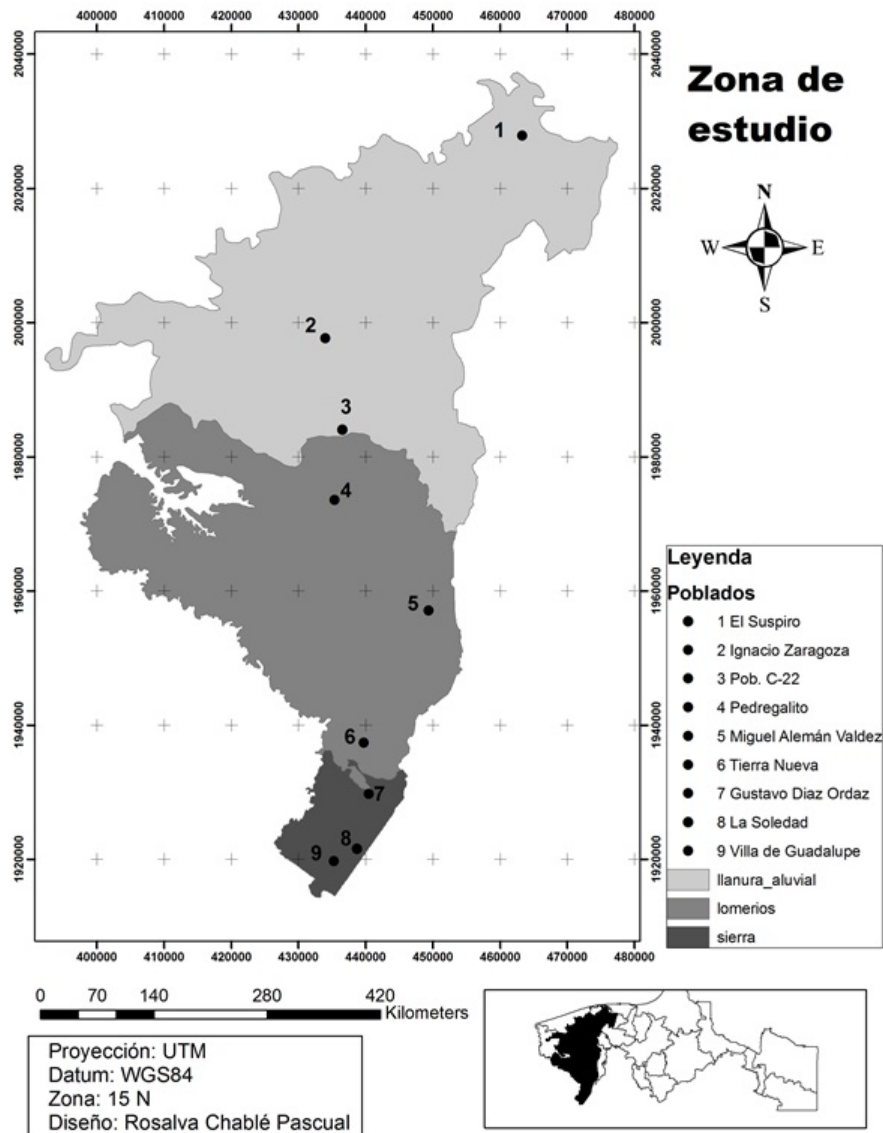 400000 410000 420000 430000 440000 450000 460000 470000 480000
2040000
2020000
2000000
1980000
1960000
1940000
1920000
1
2
3
4
5
6
7
8
9
2040000
2020000
2000000
1980000
1960000
1940000
1920000
400000 410000 420000 430000 440000 450000 460000 470000 480000
Zona de
estudio
N
W E
S
Leyenda
Poblados
1 El Suspiro
2 Ignacio Zaragoza
3 Pob. C-22
4 Pedregalito
5 Miguel Alemán Valdez
6 Tierra Nueva
7 Gustavo Diaz Ordaz
8 La Soledad
9 Villa de Guadalupe
llanura_aluvial
lomerios
sierra
0 70 140 280 420
Kilometers
Proyección: UTM
Datum: WGS84
Zona: 15 N
Diseño: Rosalva Chablé Pascual